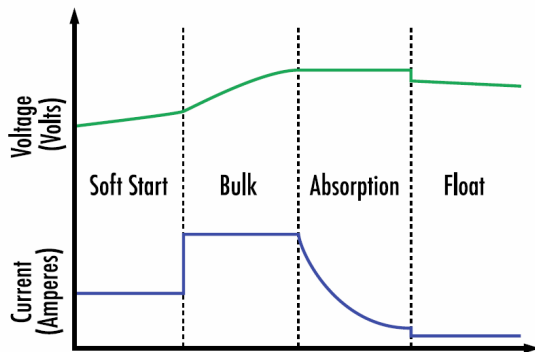 Voltage
(Volts)
Soft Start
Bulk
Absorption
Float
Current
(Amperes)